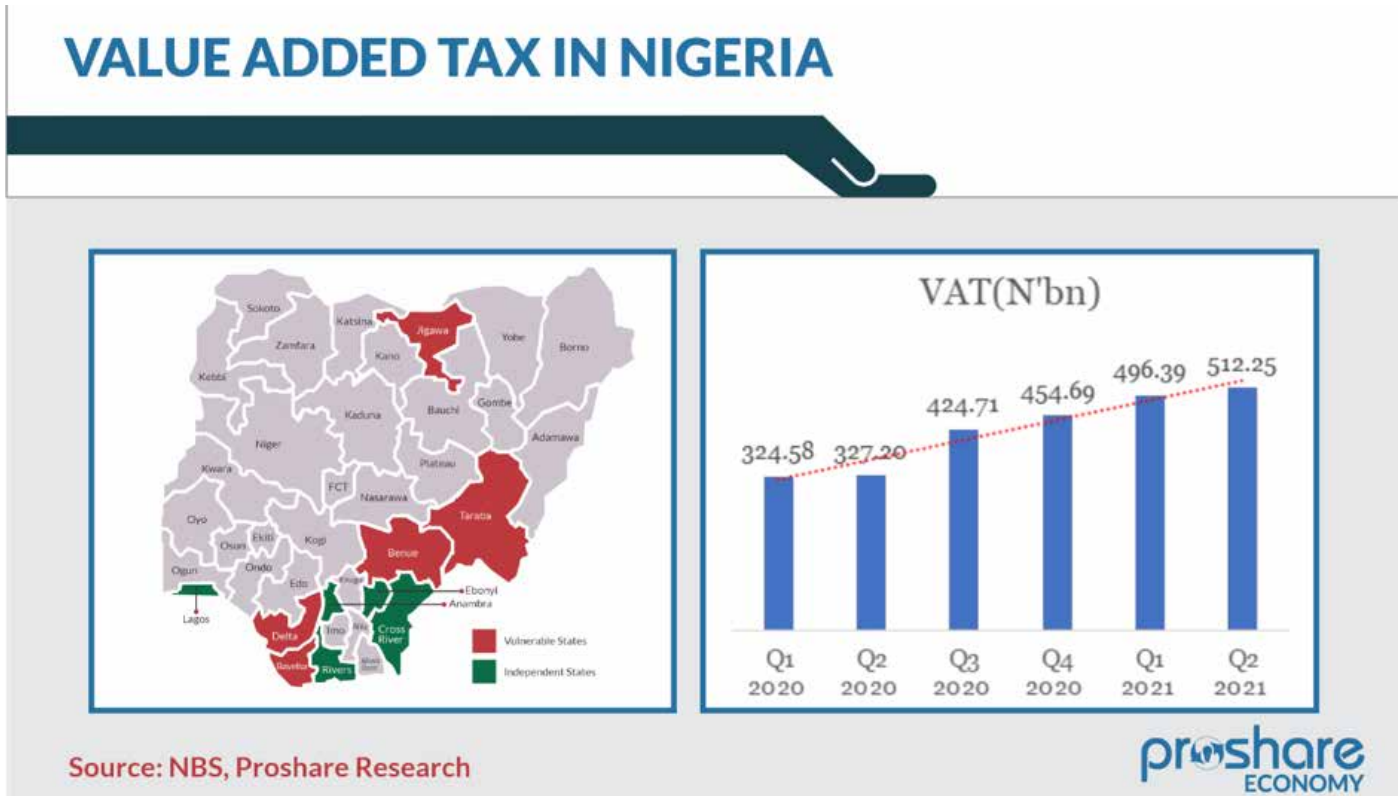 VALUE ADDED TAX IN NIGERIA
Sokoto
Katsina
Jigawa
Zamfara
Kano
Yobe
Borno
Kebbi
Kaduna
Bauchi
Gombe
Niger
Adamawa
Plateau
Kwara
FCT
Nasarawa
Taraba
Oyo
Kogi
Benue
Osun
Ekiti
Ogun
Ondo
Edo
Enugu
Ebonyi
Anambra
Lagos
Delta
Imo
Abia
Cross
River
Bayelsa
Rivers
Vulnerable States
Independent States
VAT(N'bn)
324.58
327.20
424.71
454.69
496.39
512.25
Q1 Q2 Q3 Q4 Q1 Q2
2020 2020 2020 2020 2021 2021
Source: NBS, Proshare Research
proshare
ECONOMY